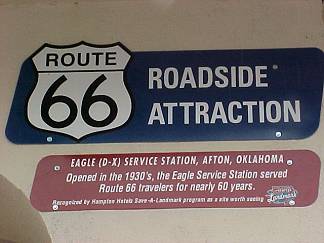 ROUTE
66
ROADSIDE
ATTRACTION
EAGLE (D-X) SERVICE STATION, AFTON, OKLAHOMA
Opened in the 1930's, the Eagle Service Station served
Route 66 travelers for nearly 60 years.
Recognized by Hampton Hotels Save-A-Landmark program as a site worth seeing
Landmark